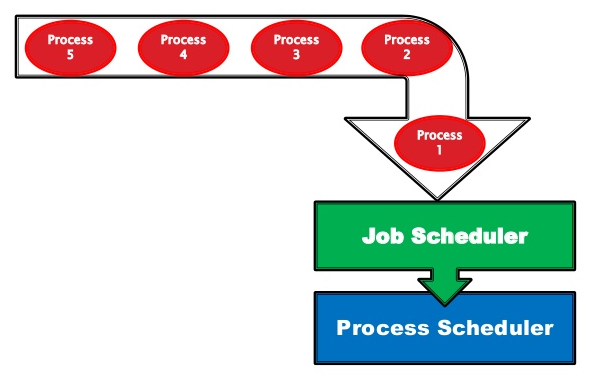 Process
5
Process
4
Process
3
Process
2
Process
1
Job Scheduler
Process Scheduler